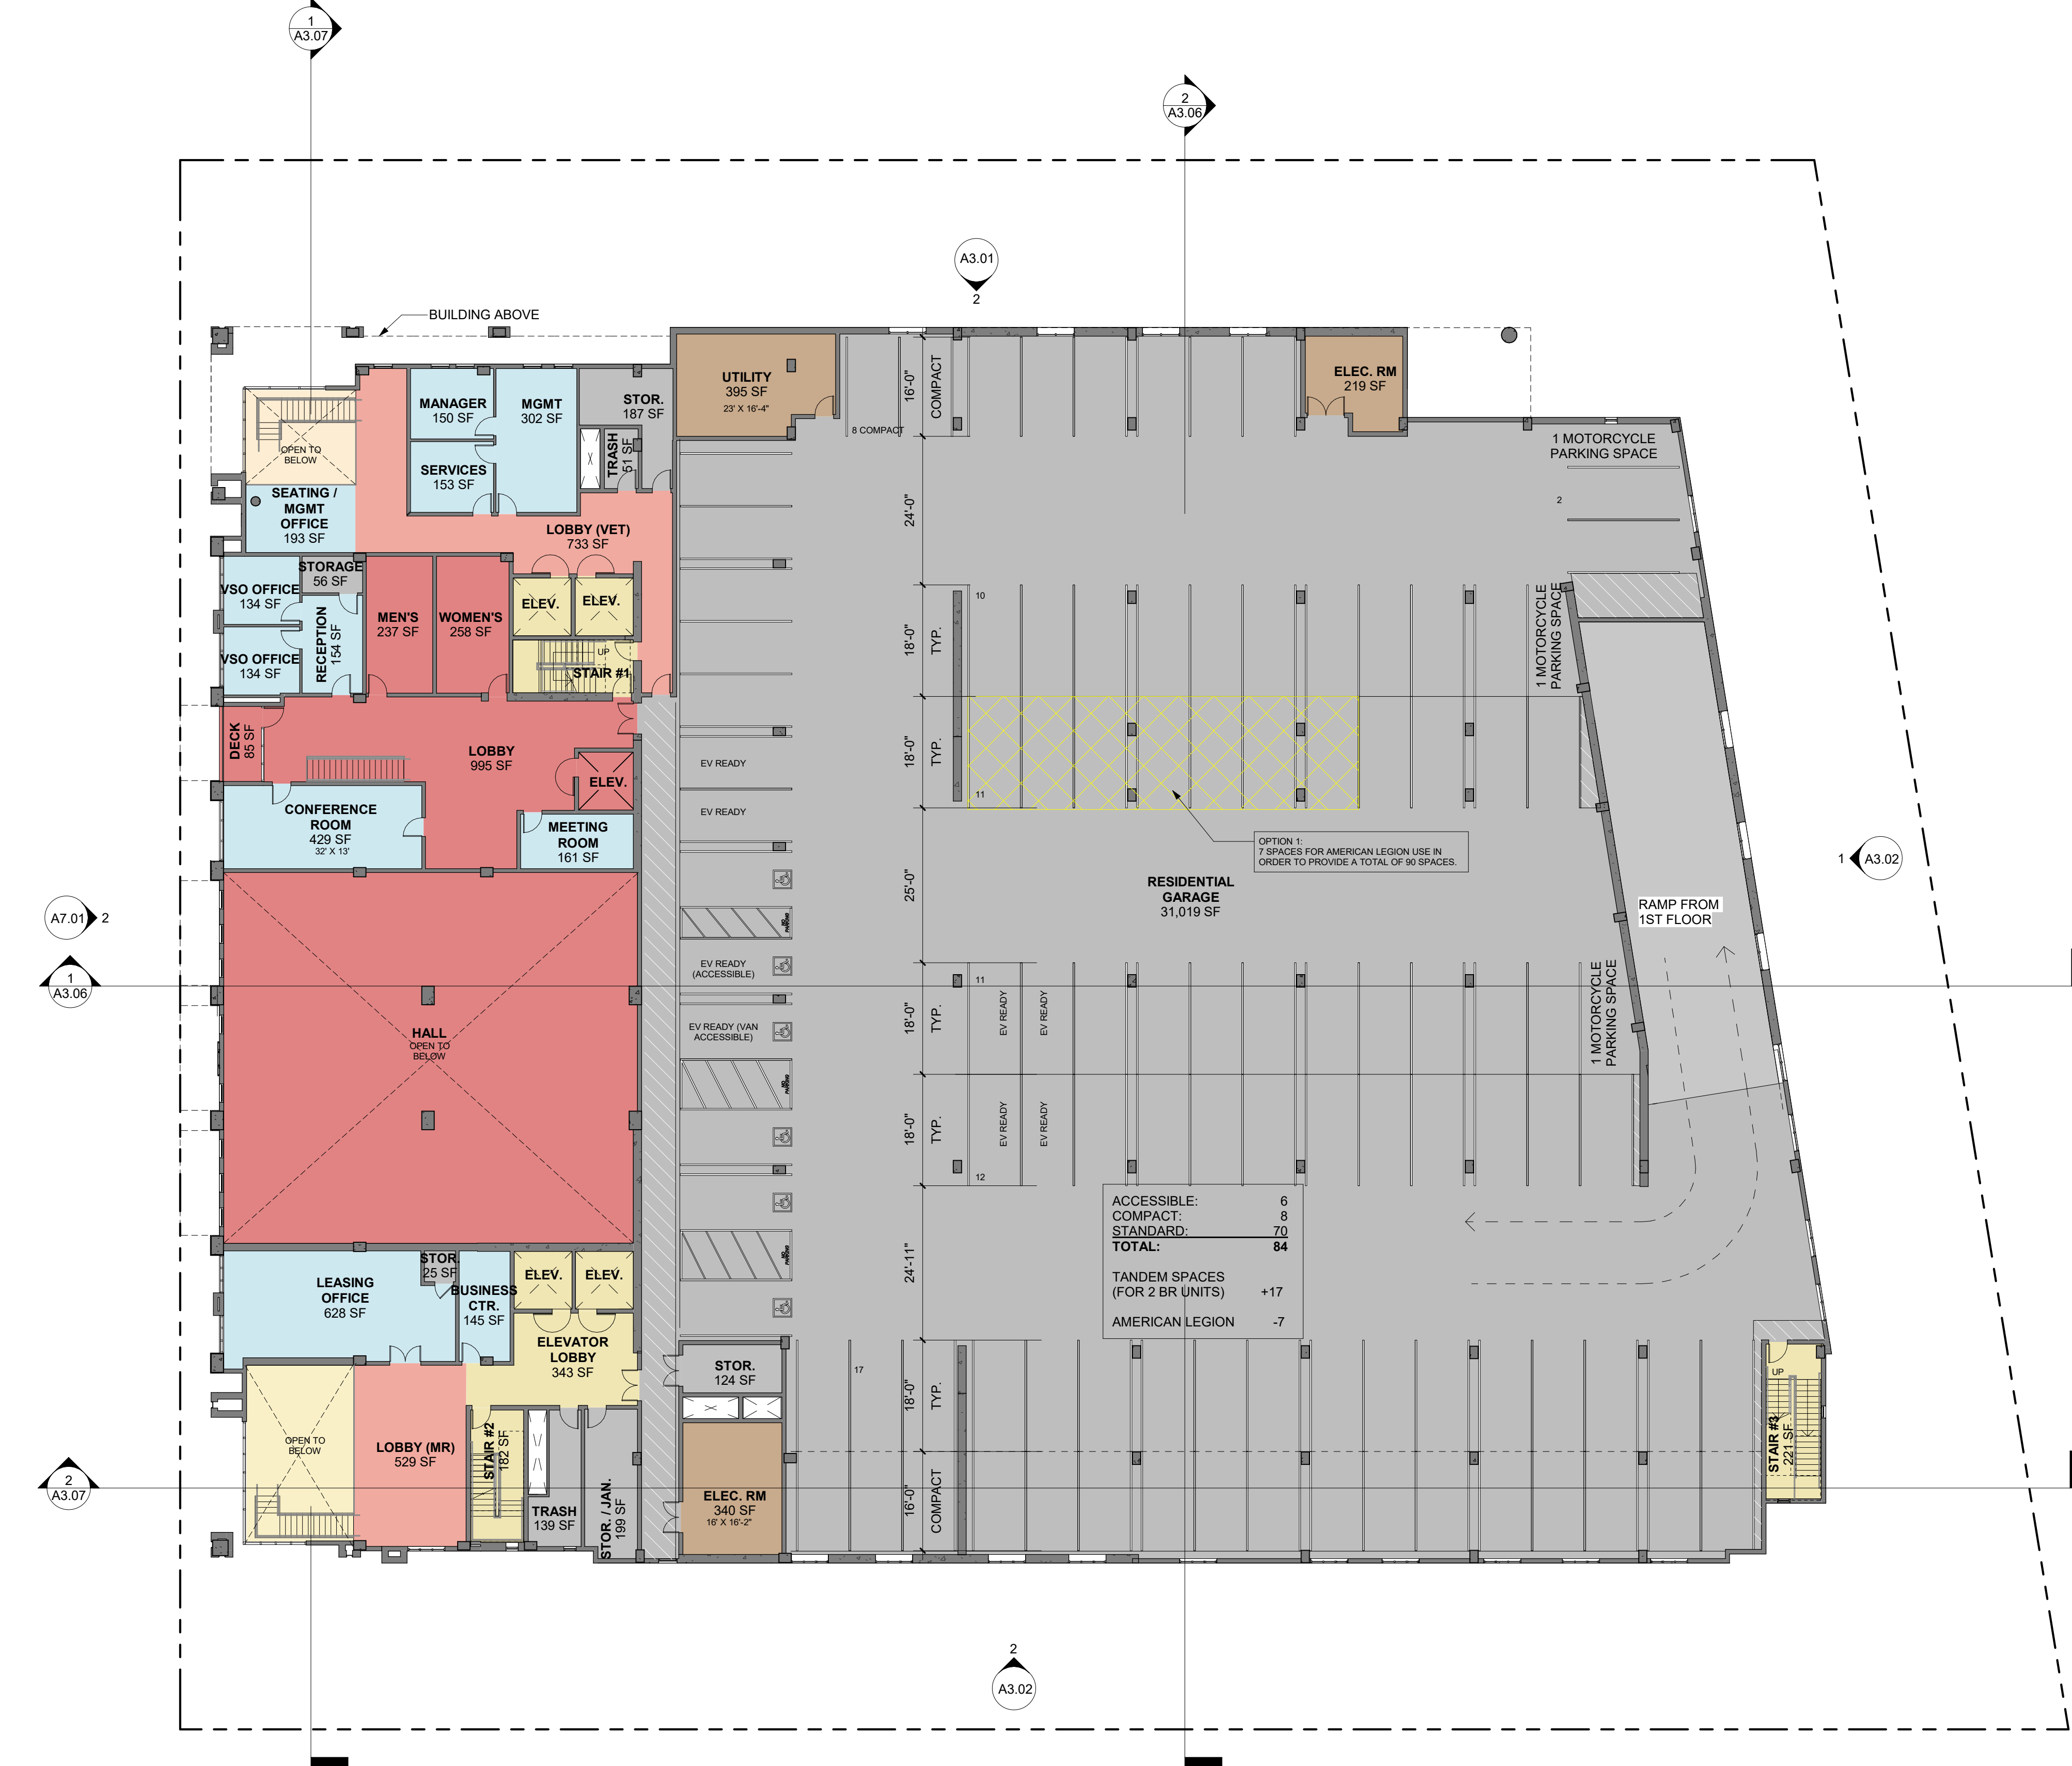 1
A3.07
2
A3.06
A3.01
2
BUILDING ABOVE
UTILITY
395 SF
23' X 16'-4"
8 COMPACT
16'-0"
COMPACT
ELEC. RM
219 SF
MANAGER
150 SF
MGMT
302 SF
STOR.
187 SF
TRASH
51 SF
SERVICES
153 SF
OPEN TO
BELOW
SEATING /
MGMT
OFFICE
193 SF
LOBBY (VET)
733 SF
1 MOTORCYCLE
PARKING SPACE
2
24'-0"
VSO OFFICE
134 SF
STORAGE
56 SF
VSO OFFICE
134 SF
RECEPTION
154 SF
MEN'S
237 SF
WOMEN'S
258 SF
ELEV.
ELEV.
UP
STAIR #1
10
18'-0"
TYP.
1 MOTORCYCLE
PARKING SPACE
DECK
85 SF
LOBBY
995 SF
ELEV.
EV READY
EV READY
18'-0"
TYP.
11
CONFERENCE
ROOM
429 SF
32' X 13'
MEETING
ROOM
161 SF
OPTION 1:
7 SPACES FOR AMERICAN LEGION USE IN
ORDER TO PROVIDE A TOTAL OF 90 SPACES.
1
A3.02
25'-0"
RESIDENTIAL
GARAGE
31,019 SF
RAMP FROM
1ST FLOOR
A7.01
2
1
A3.06
NO
PARKING
EV READY
(ACCESSIBLE)
EV READY (VAN
ACCESSIBLE)
NO
PARKING
HALL
OPEN TO
BELOW
11
18'-0"
TYP.
EV READY
EV READY
1 MOTORCYCLE
PARKING SPACE
18'-0"
TYP.
EV READY
EV READY
12
NO
PARKING
24'-11"
ACCESSIBLE: 6
COMPACT: 8
STANDARD: 70
TOTAL: 84
TANDEM SPACES
(FOR 2 BR UNITS) +17
AMERICAN LEGION -7
LEASING
OFFICE
628 SF
STOR.
25 SF
BUSINESS
CTR.
145 SF
ELEV.
ELEV.
ELEVATOR
LOBBY
343 SF
STOR.
124 SF
17
18'-0"
TYP.
UP
STAIR #3
221 SF
OPEN TO
BELOW
LOBBY (MR)
529 SF
STAIR #2
182 SF
TRASH
139 SF
STOR. / JAN.
199 SF
ELEC. RM
340 SF
16' X 16'-2"
16'-0"
COMPACT
2
A3.07
2
A3.02